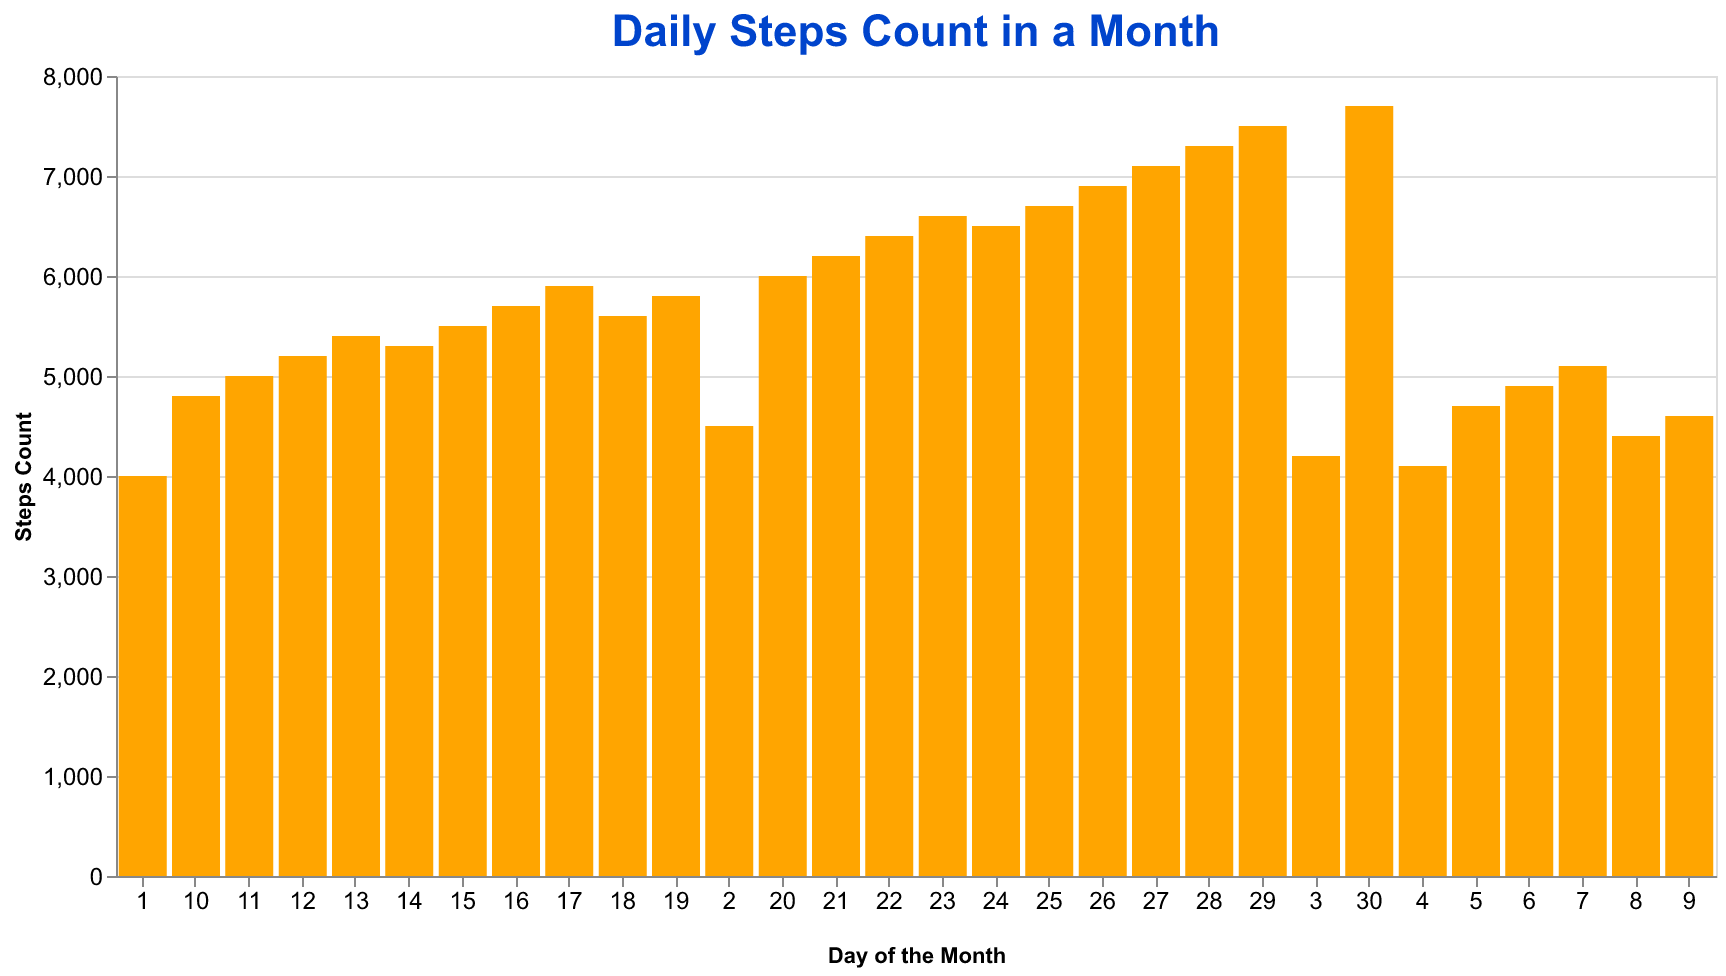 Daily Steps Count in a Month
8,000
7,000
6,000
5,000
4,000
3,000
2,000
1,000
0
Steps Count
1 10 11 12 13 14 15 16 17 18 19 2 20 21 22 23 24 25 26 27 28 29 3 30 4 5 6 7 8 9
Day of the Month